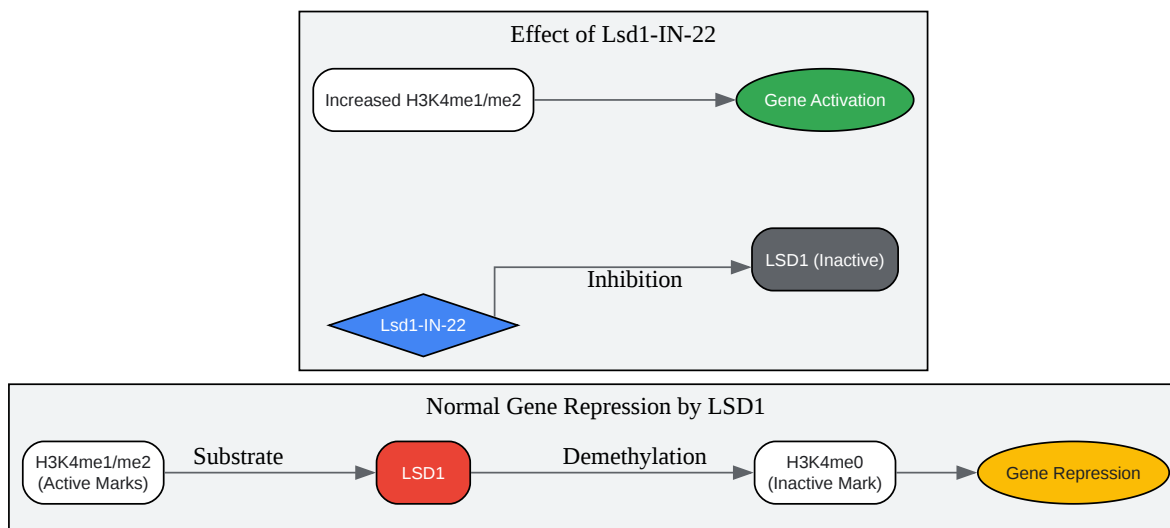 Effect of Lsd1-IN-22
Increased H3K4me1/me2
Gene Activation
LSD1 (Inactive)
Inhibition
Lsd1-IN-22
Normal Gene Repression by LSD1
H3K4me1/me2
(Active Marks)
Substrate
LSD1
Demethylation
H3K4me0
(Inactive Mark)
Gene Repression